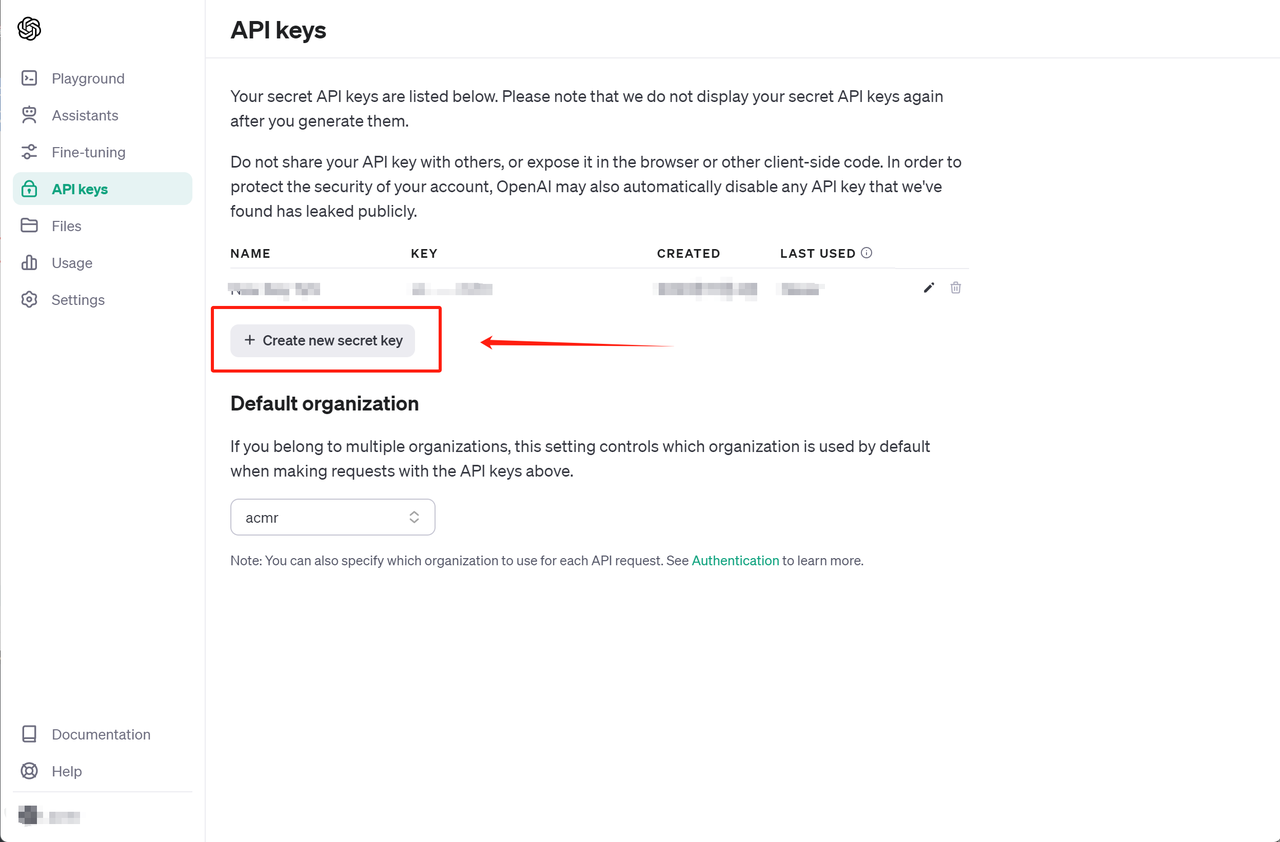 API keys
Playground
Assistants
Fine-tuning
API keys
Files
Usage
Settings
Your secret API keys are listed below. Please note that we do not display your secret API keys again
after you generate them.
Do not share your API key with others, or expose it in the browser or other client-side code. In order to
protect the security of your account, OpenAI may also automatically disable any API key that we've
found has leaked publicly.
NAME KEY CREATED LAST USED
+ Create new secret key
Default organization
If you belong to multiple organizations, this setting controls which organization is used by default
when making requests with the API keys above.
acmr
Note: You can also specify which organization to use for each API request. See Authentication to learn more.
Documentation
Help